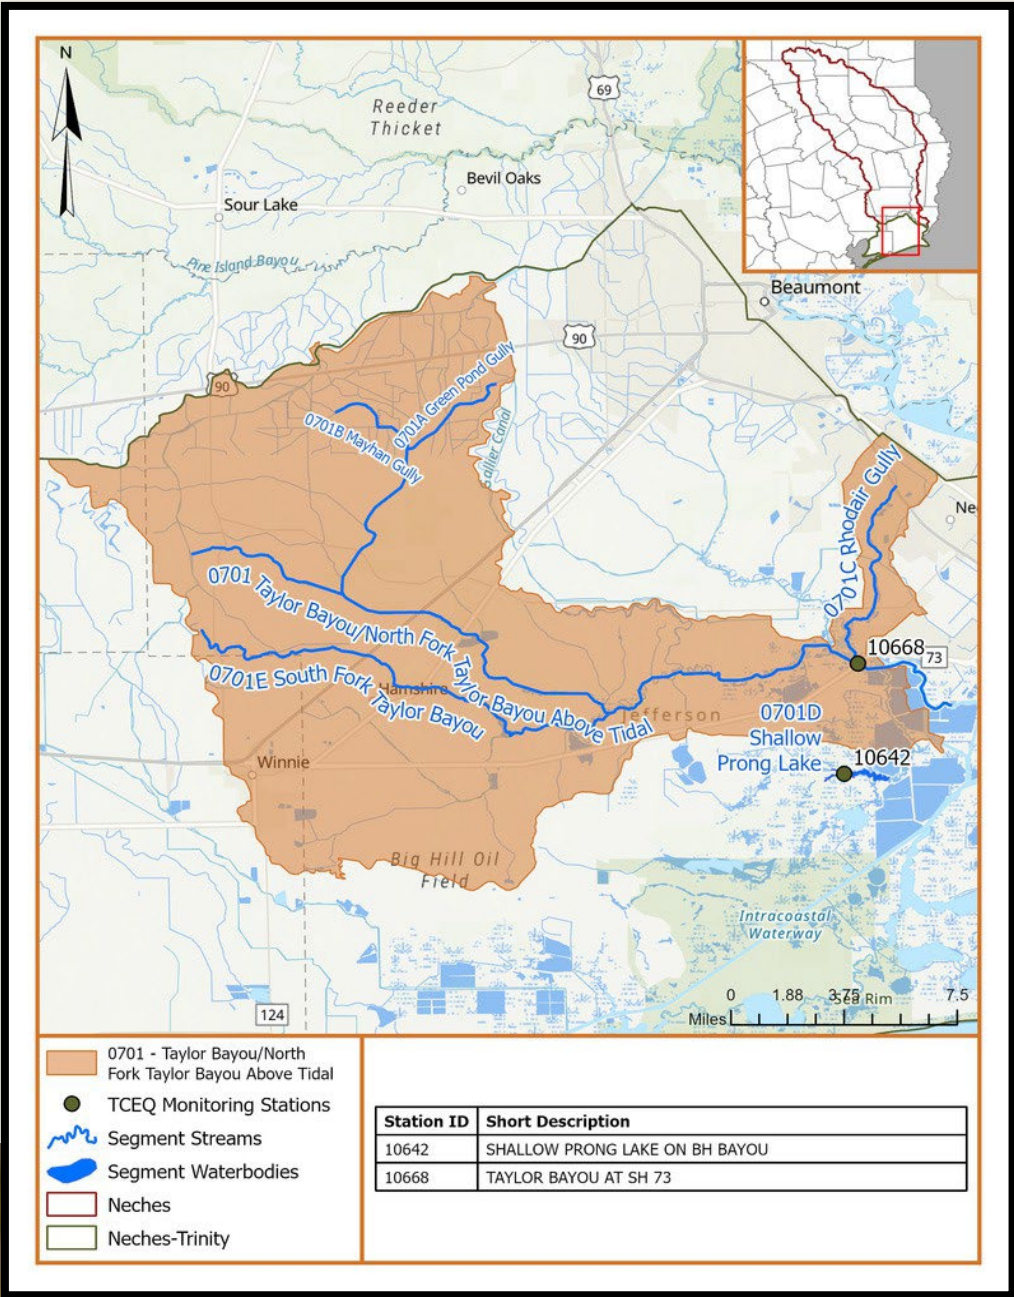 N
69
Reeder
Thicket
Bevil Oaks
Sour Lake
Pine Island Bayou
Beaumont
90
90
0701A Green Pond Gully
0701B Mayhan Gully
0701C Rhodair Gully
0701 Taylor Bayou/North Fork Taylor Bayou Above Tidal
0701E South Fork
Taylor Bayou
Hamshire
Jefferson
10668
73
0701D
Shallow
Prong Lake
10642
Winnie
Big Hill Oil
Field
Intracoastal
Waterway
Sea Rim
124
0 1.88 3.75 7.5
Miles
0701 - Taylor Bayou/North
Fork Taylor Bayou Above Tidal
TCEQ Monitoring Stations
Segment Streams
Segment Waterbodies
Neches
Neches-Trinity
Station ID Short Description
10642 SHALLOW PRONG LAKE ON BH BAYOU
10668 TAYLOR BAYOU AT SH 73